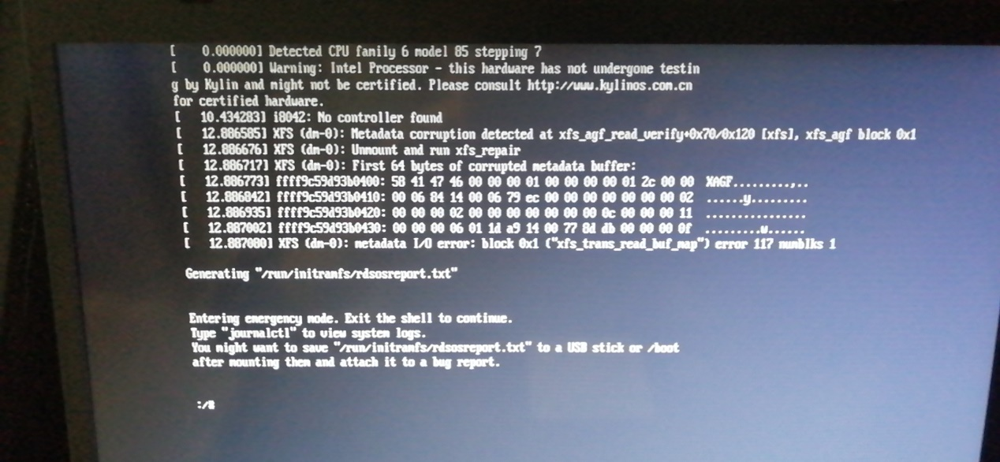 [    0.000000] Detected CPU family 6 model 85 stepping 7
[    0.000000] Warning: Intel Processor - this hardware has not undergone testin
g by Kylin and might not be certified. Please consult http://www.kylinos.com.cn
for certified hardware.
[   10.434283] i8042: No controller found
[   12.886585] XFS (dm-0): Metadata corruption detected at xfs_agf_read_verify+0x70/0x120 [xfs], xfs_agf block 0x1
[   12.886676] XFS (dm-0): Unmount and run xfs_repair
[   12.886717] XFS (dm-0): First 64 bytes of corrupted metadata buffer:
[   12.886773] ffff9c59d93b0400: 58 41 47 46 00 00 00 01 00 00 00 00 01 2c 00 00  XAGF.........,..
[   12.886842] ffff9c59d93b0410: 00 06 84 14 00 06 79 ec 00 00 00 00 00 00 00 02  ......y.........
[   12.886935] ffff9c59d93b0420: 00 00 00 02 00 00 00 00 00 00 00 0c 00 00 00 11  ................
[   12.887002] ffff9c59d93b0430: 00 00 00 06 01 1d a9 14 00 77 8d db 00 00 00 0f  .........w......
[   12.887080] XFS (dm-0): metadata I/O error: block 0x1 ("xfs_trans_read_buf_map") error 117 numblks 1
Generating "/run/initramfs/rdsosreport.txt"
Entering emergency mode. Exit the shell to continue.
Type "journalctl" to view system logs.
You might want to save "/run/initramfs/rdsosreport.txt" to a USB stick or /boot
after mounting them and attach it to a bug report.
:/#